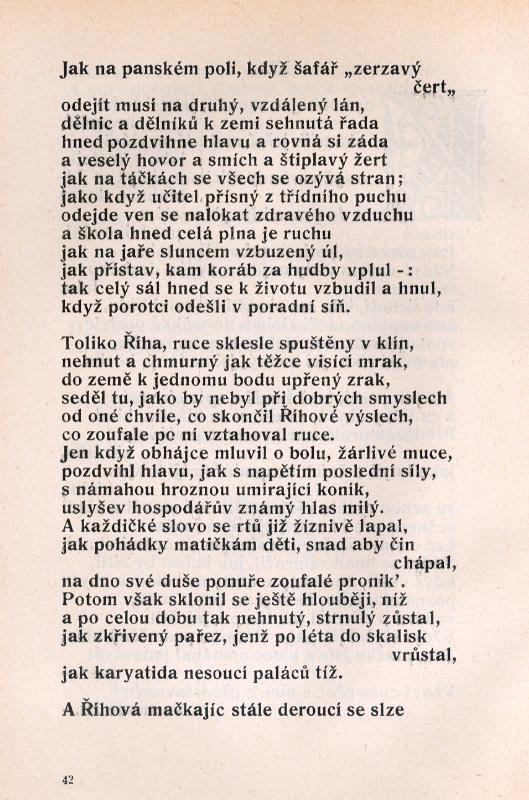 Jak na panském poli, když šafář „zerzavý
čert„
odejít musí na druhý, vzdálený lán,
dělnic a dělníků k zemi sehnutá řada
hned pozdvihne hlavu a rovná si záda
a veselý hovor a smích a štiplavý žert
jak na táčkách se všech se ozývá stran;
jako když učitel přísný z třídního puchu
odejde ven se nalokat zdravého vzduchu
a škola hned celá plna je ruchu
jak na jaře sluncem vzbuzený úl,
jak přístav, kam koráb za hudby vplul -:
tak celý sál hned se k životu vzbudil a hnul,
když porotci odešli v poradní síň.
Toliko Říha, ruce sklesle spuštěny v klín,
nehnut a chmurný jak těžce visící mrak,
do země k jednomu bodu upřený zrak,
seděl tu, jako by nebyl při dobrých smyslech
od oné chvíle, co skončil Říhové výslech,
co zoufale po ní vztahoval ruce.
Jen když obhájce mluvil o bolu, žárlivé muce,
pozdvihl hlavu, jak s napětím poslední síly,
s námahou hroznou umírající koník,
uslyšev hospodářův známý hlas milý.
A každičké slovo se rtů již žíznivě lapal,
jak pohádky matičkám děti, snad aby čin
chápal,
na dno své duše ponuře zoufalé pronik’.
Potom však sklonil se ještě hlouběji, níž
a po celou dobu tak nehnutý, strnulý zůstal,
jak zkřivený pařez, jenž po léta do skalisk
vrůstal,
jak karyatida nesoucí paláců tíž.
A Říhová mačkajíc stále deroucí se slze
42